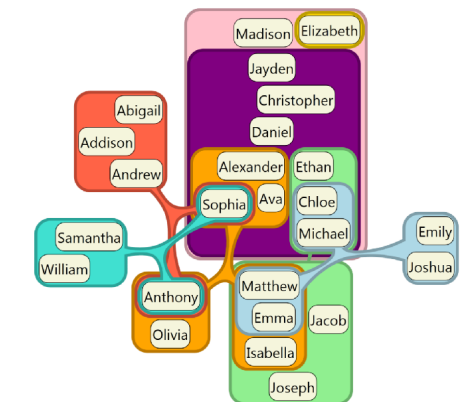 Madison
Elizabeth
Jayden
Christopher
Daniel
Abigail
Addison
Andrew
Alexander
Ethan
Sophia
Ava
Chloe
Michael
Samantha
William
Emily
Joshua
Anthony
Matthew
Olivia
Emma
Jacob
Isabella
Joseph